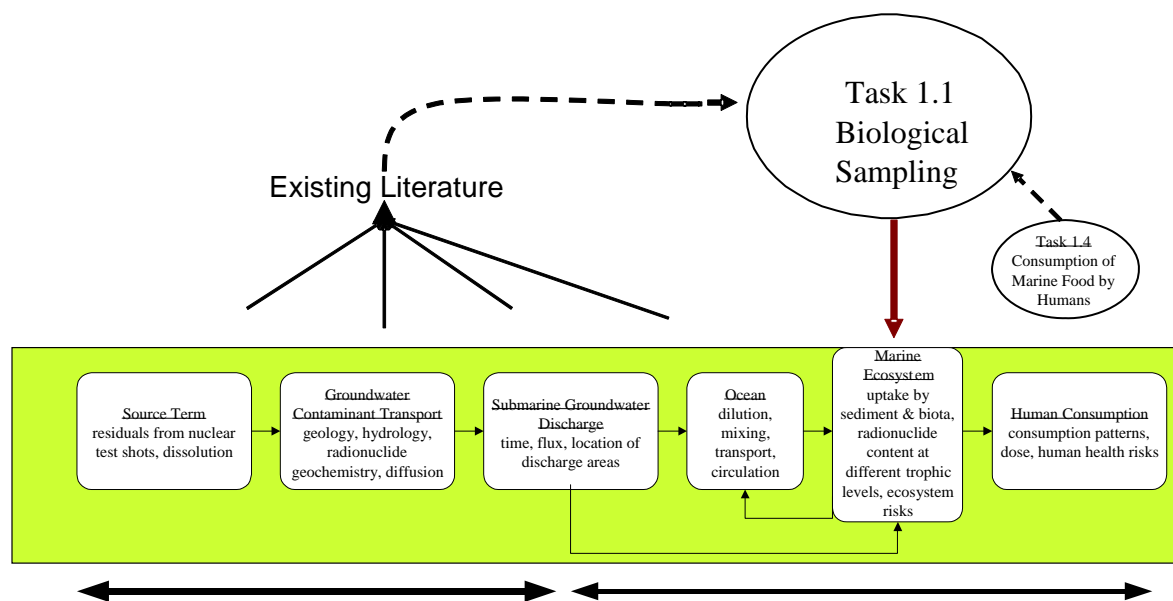 Task 1.1
Biological
Sampling
Existing Literature
Task 1.4
Consumption of
Marine Food by
Humans
Source Term
residuals from nuclear
test shots, dissolution
Groundwater
Contaminant Transport
geology, hydrology,
radionuclide
geochemistry, diffusion
Submarine Groundwater
Discharge
time, flux, location of
discharge areas
Ocean
dilution,
mixing,
transport,
circulation
Marine
Ecosystem
uptake by
sediment & biota,
radionuclide
content at
different trophic
levels, ecosystem
risks
Human Consumption
consumption patterns,
dose, human health risks